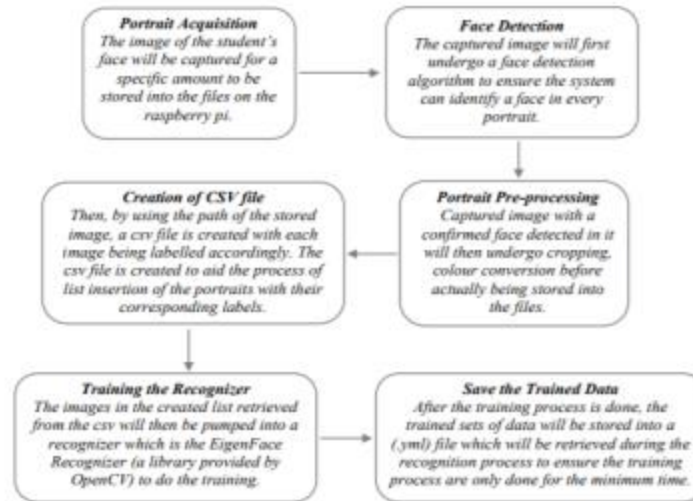 Portrait Acquisition
The image of the student's
face will be captured for a
specific amount to be
stored into the files on the
raspberry pi.
Face Detection
The captured image will first
undergo a face detection
algorithm to ensure the system
can identify a face in every
portrait.
Portrait Pre-processing
Captured image with a
confirmed face detected in it
will then undergo cropping,
colour conversion before
actually being stored into
the files.
Creation of CSV file
Then, by using the path of the stored
image, a csv file is created with each
image being labelled accordingly. The
csv file is created to aid the process of
list insertion of the portraits with their
corresponding labels.
Training the Recognizer
The images in the created list retrieved
from the csv will then be pumped into a
recognizer which is the EigenFace
Recognizer (a library provided by
OpenCV) to do the training.
Save the Trained Data
After the training process is done, the
trained sets of data will be stored into a
(.yml) file which will be retrieved during the
recognition process to ensure the training
process are only done for the minimum time.